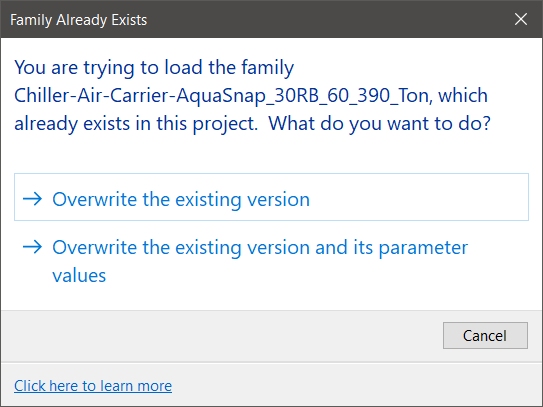 Family Already Exists
You are trying to load the family
Chiller-Air-Carrier-AquaSnap_30RB_60_390_Ton, which
already exists in this project.  What do you want to do?
Overwrite the existing version
Overwrite the existing version and its parameter
values
Cancel
Click here to learn more